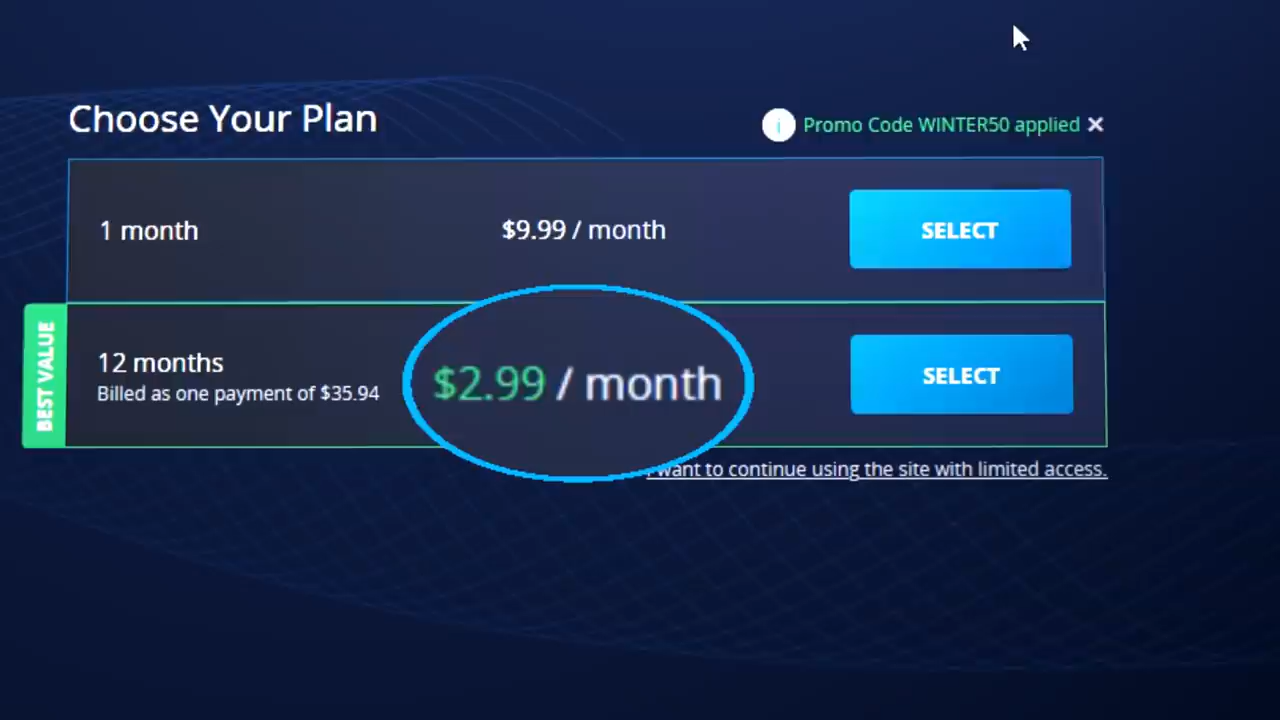 Choose Your Plan
i Promo Code WINTER50 applied ×
1 month
$9.99 / month
SELECT
BEST VALUE
12 months
Billed as one payment of $35.94
$2.99 / month
SELECT
want to continue using the site with limited access.